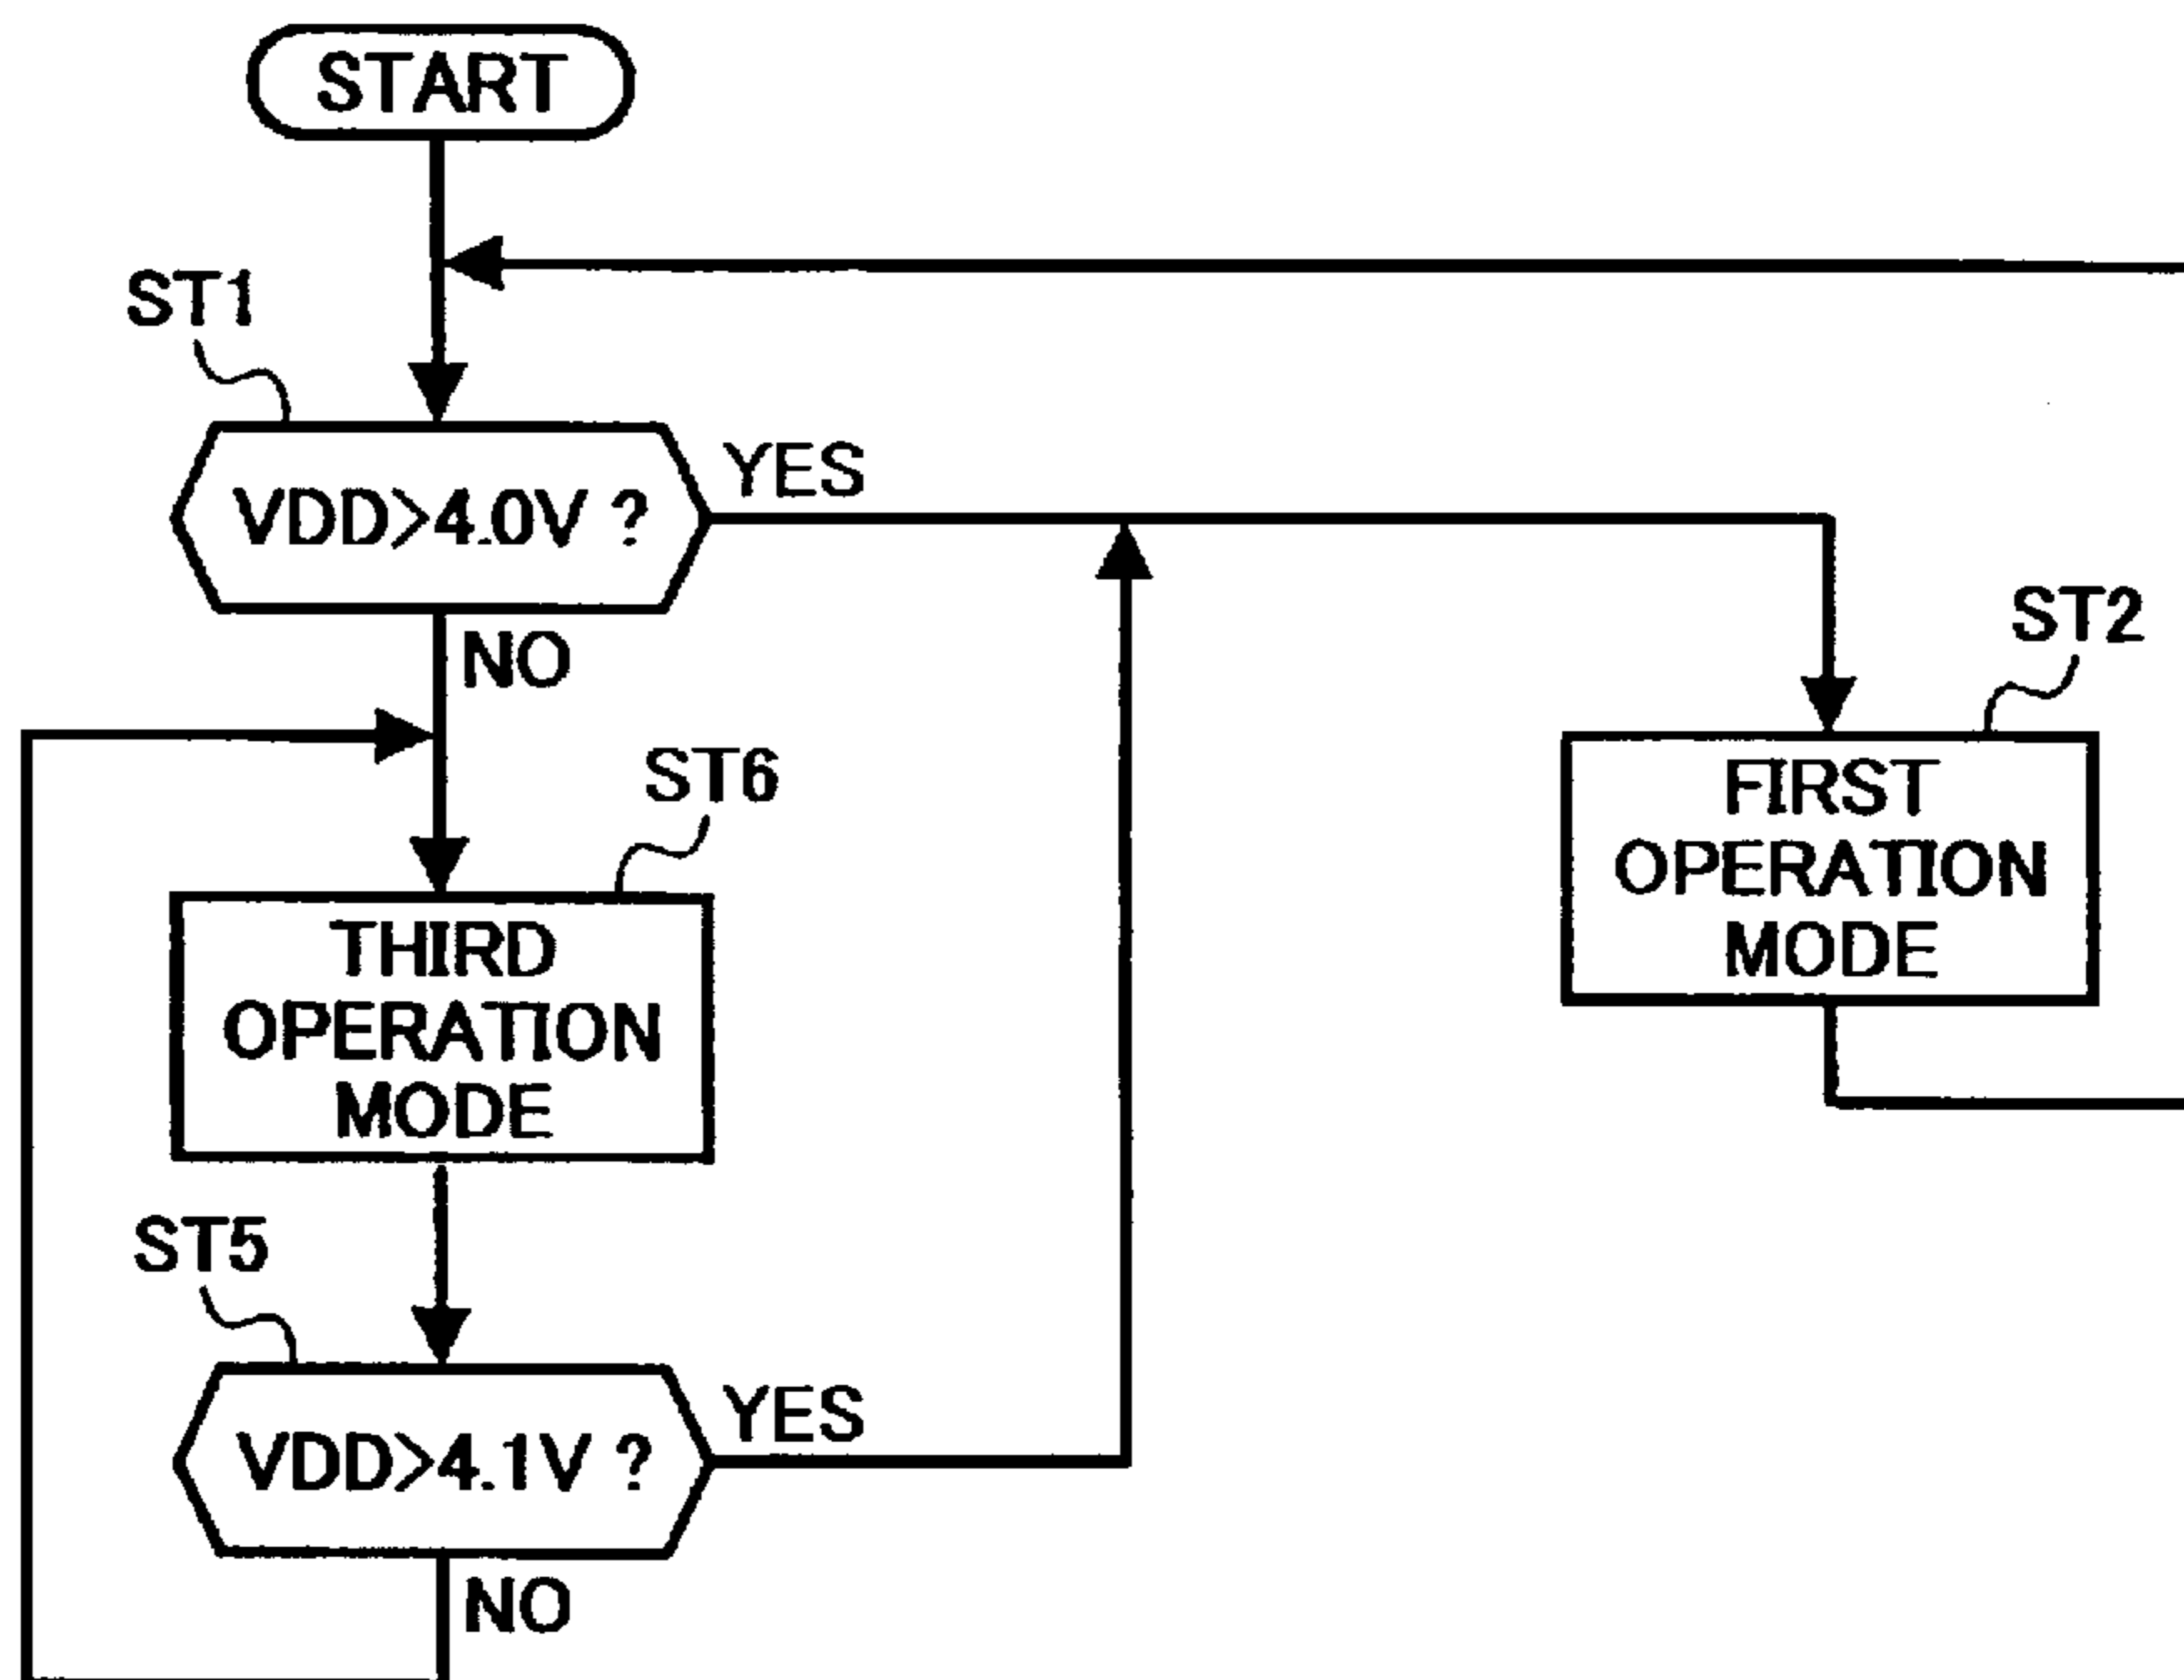 START
ST1
VDD>4.0V ?
YES
NO
ST2
FIRST
OPERATION
MODE
ST6
THIRD
OPERATION
MODE
ST5
VDD>4.1V ?
YES
NO